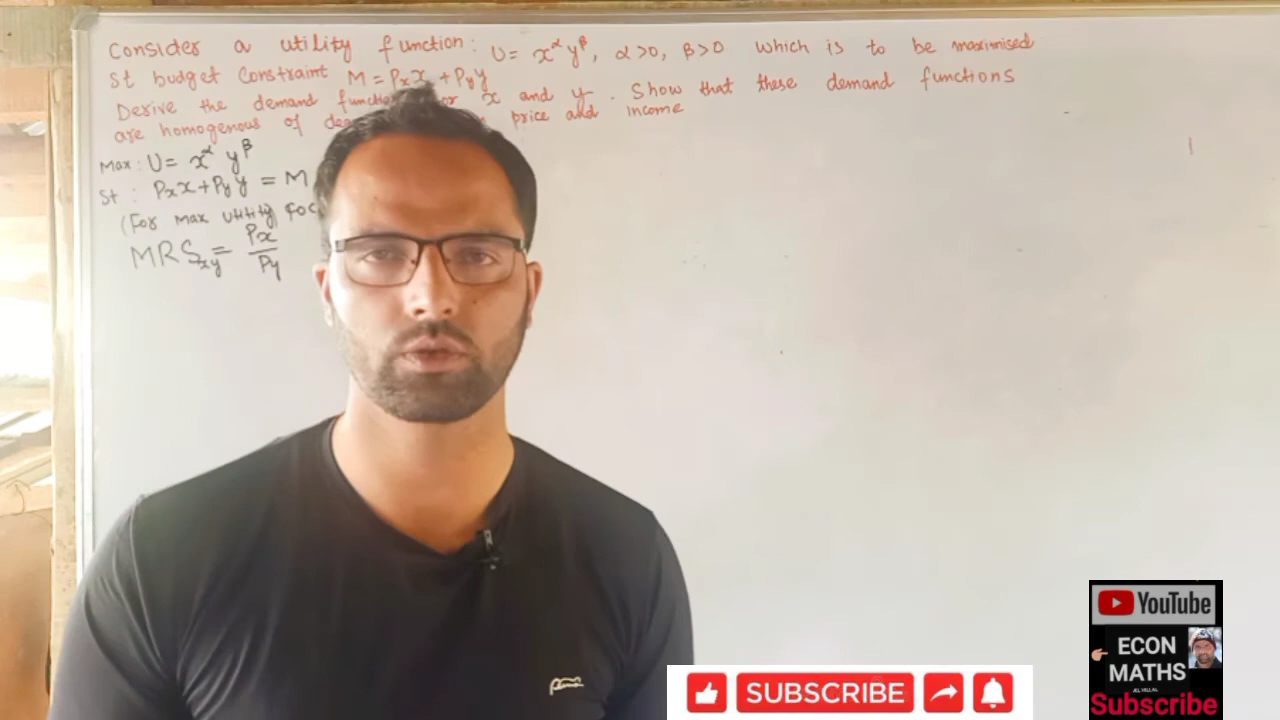 Consider a utility function: U = x^α y^β, α>0, β>0 which is to be maximised
St budget Constraint M = Pₓx + Pyy
Derive the demand x and y. Show that these demand functions
are homogenous of price and income
Max: U = x^α y^β
St: Pₓx + Pyy = M
(For max utility FOC
MRSxy = Px
Py
YouTube
ECON
MATHS
Subscribe
SUBSCRIBE